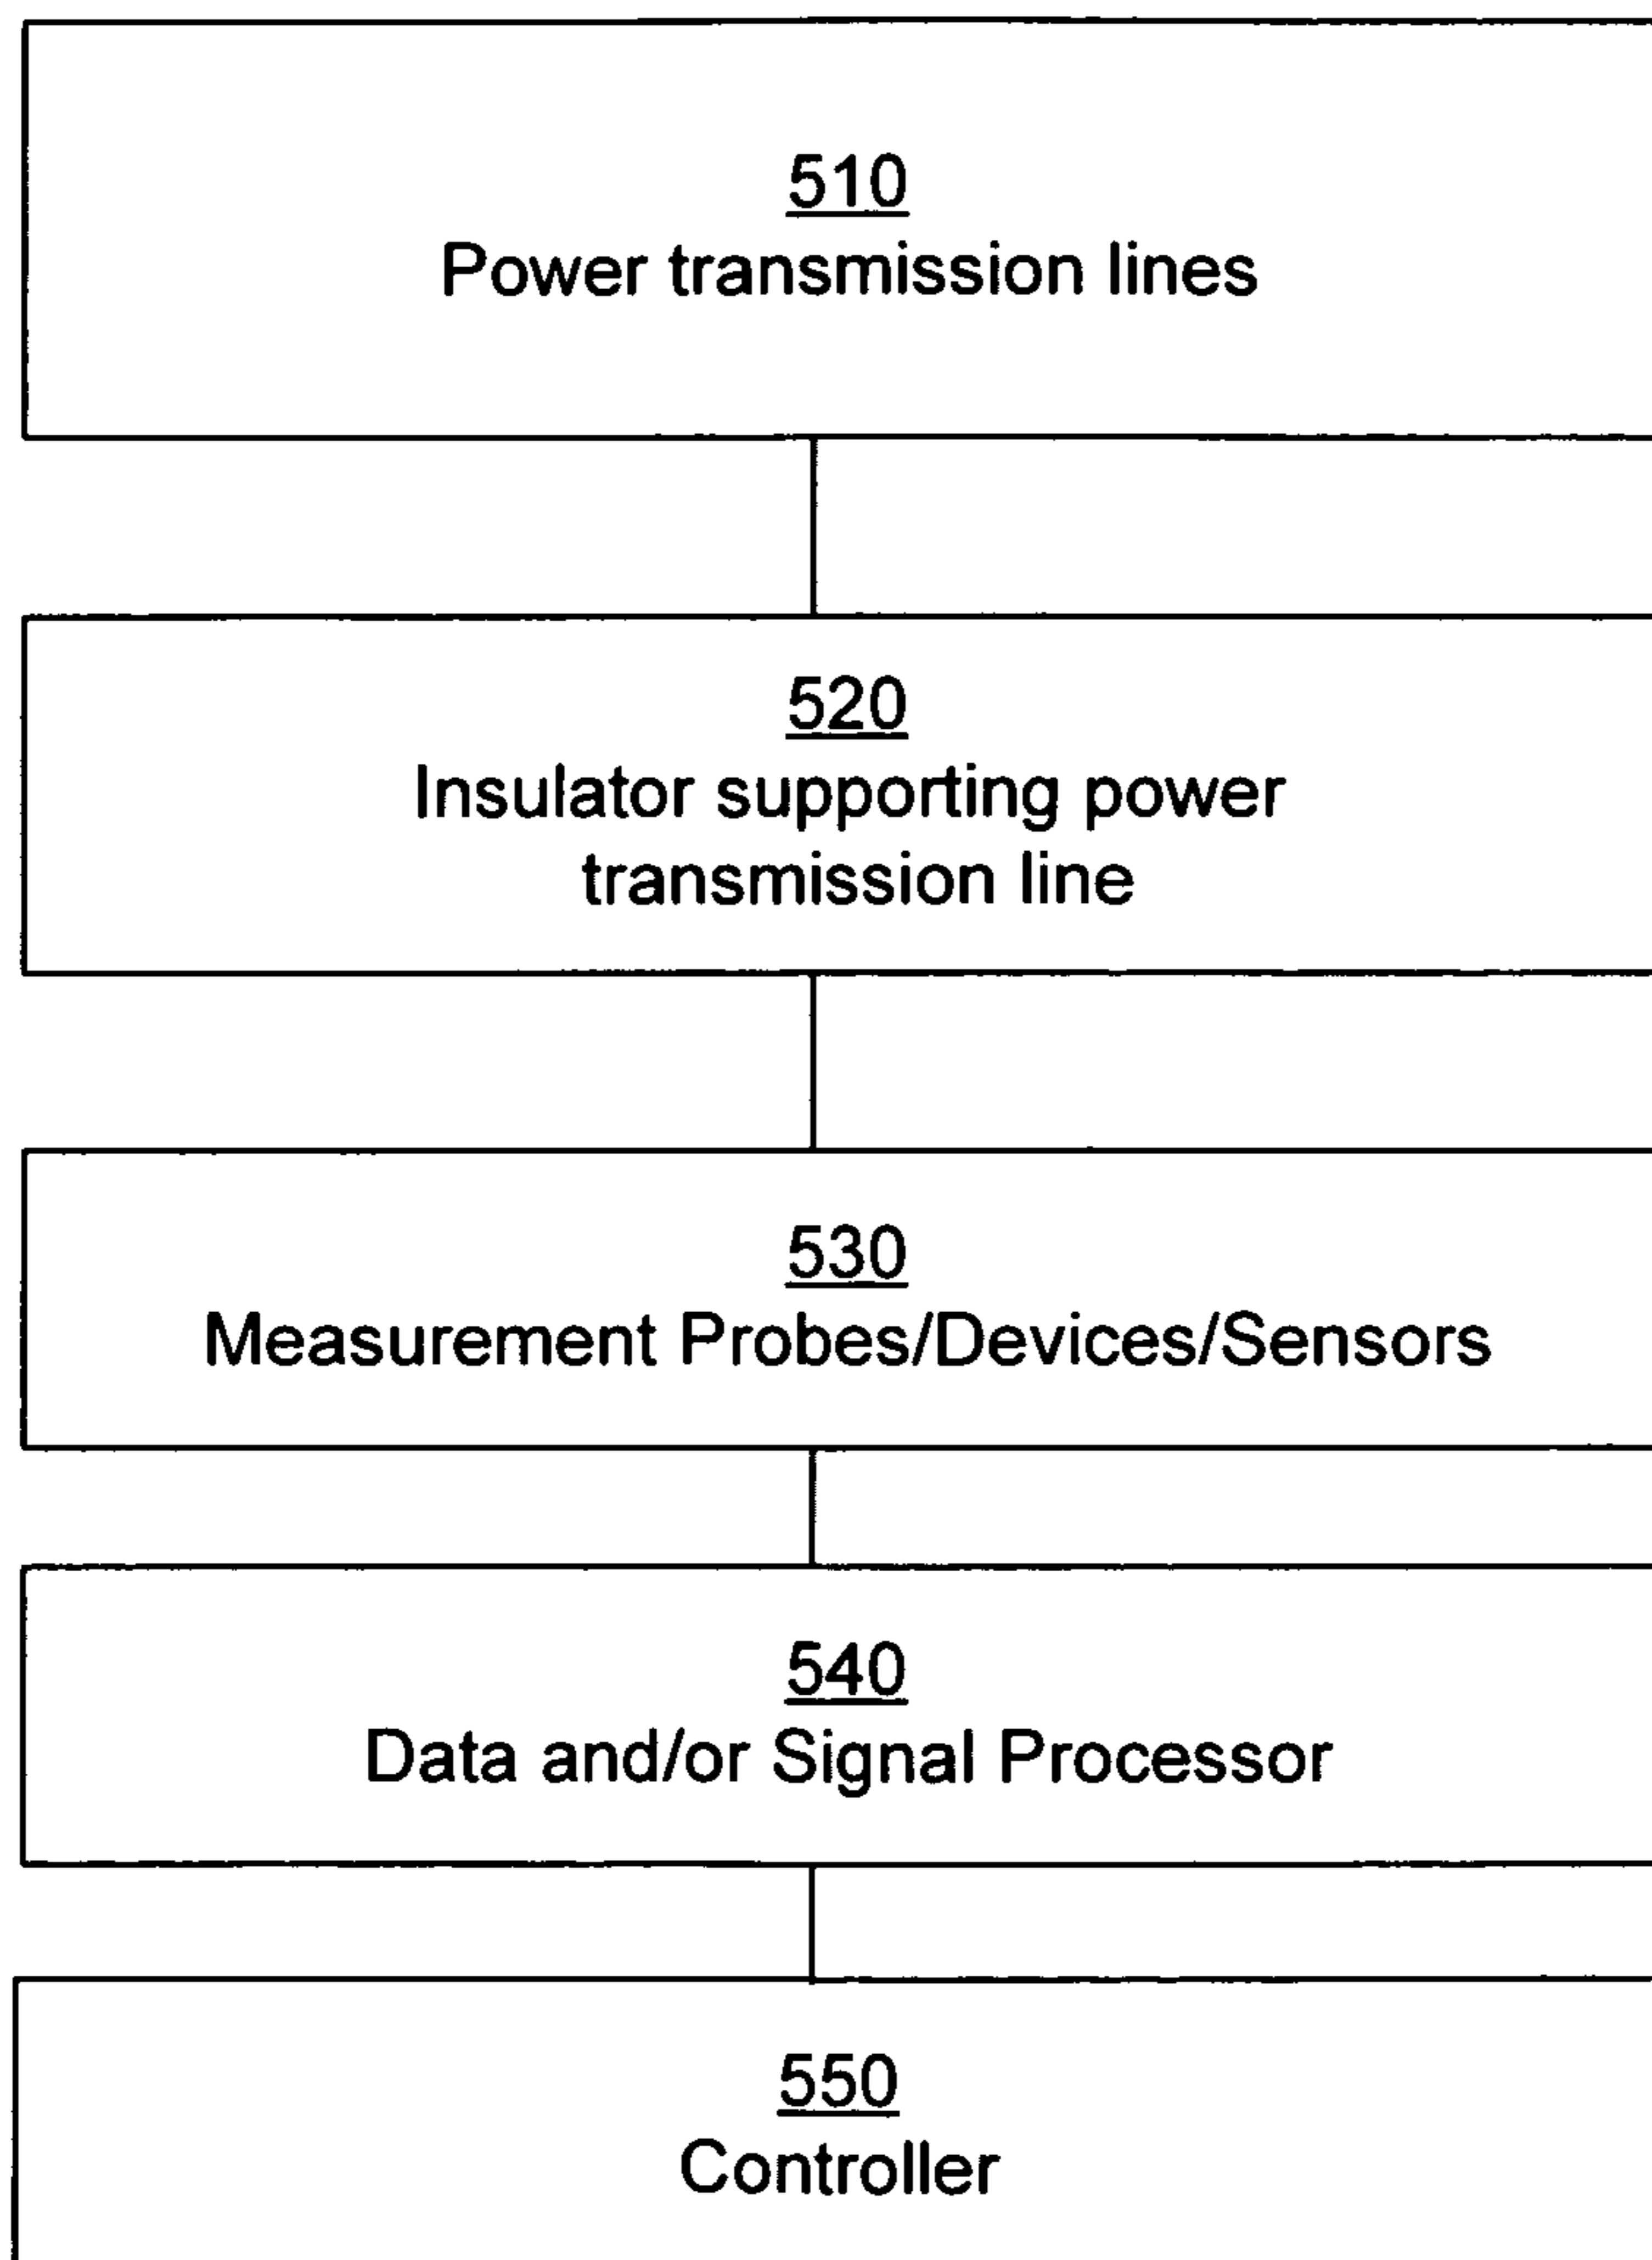 510
Power transmission lines
520
Insulator supporting power
transmission line
530
Measurement Probes/Devices/Sensors
540
Data and/or Signal Processor
550
Controller